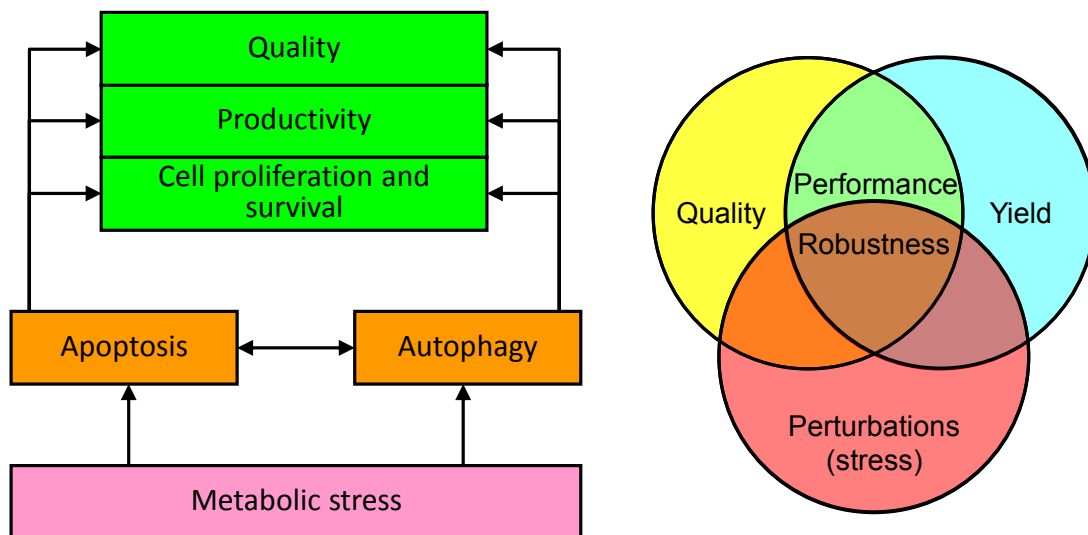 Quality
Productivity
Cell proliferation and
survival
Apoptosis
Autophagy
Metabolic stress
Performance
Quality
Yield
Robustness
Perturbations
(stress)